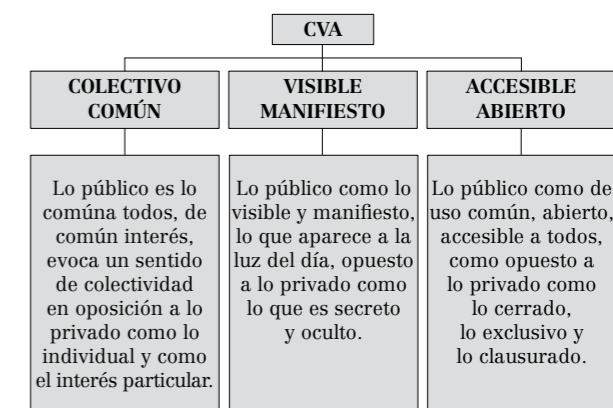 CVA
COLECTIVO
COMÚN
VISIBLE
MANIFIESTO
ACCESIBLE
ABIERTO
Lo público es lo
comúna todos, de
común interés,
evoca un sentido
de colectividad
en oposición a lo
privado como lo
individual y como
el interés particular.
Lo público como lo
visible y manifiesto,
lo que aparece a la
luz del día, opuesto
a lo privado como
lo que es secreto
y oculto.
Lo público como de
uso común, abierto,
accesible a todos,
como opuesto a
lo privado como
lo cerrado,
lo exclusivo y
lo clausurado.